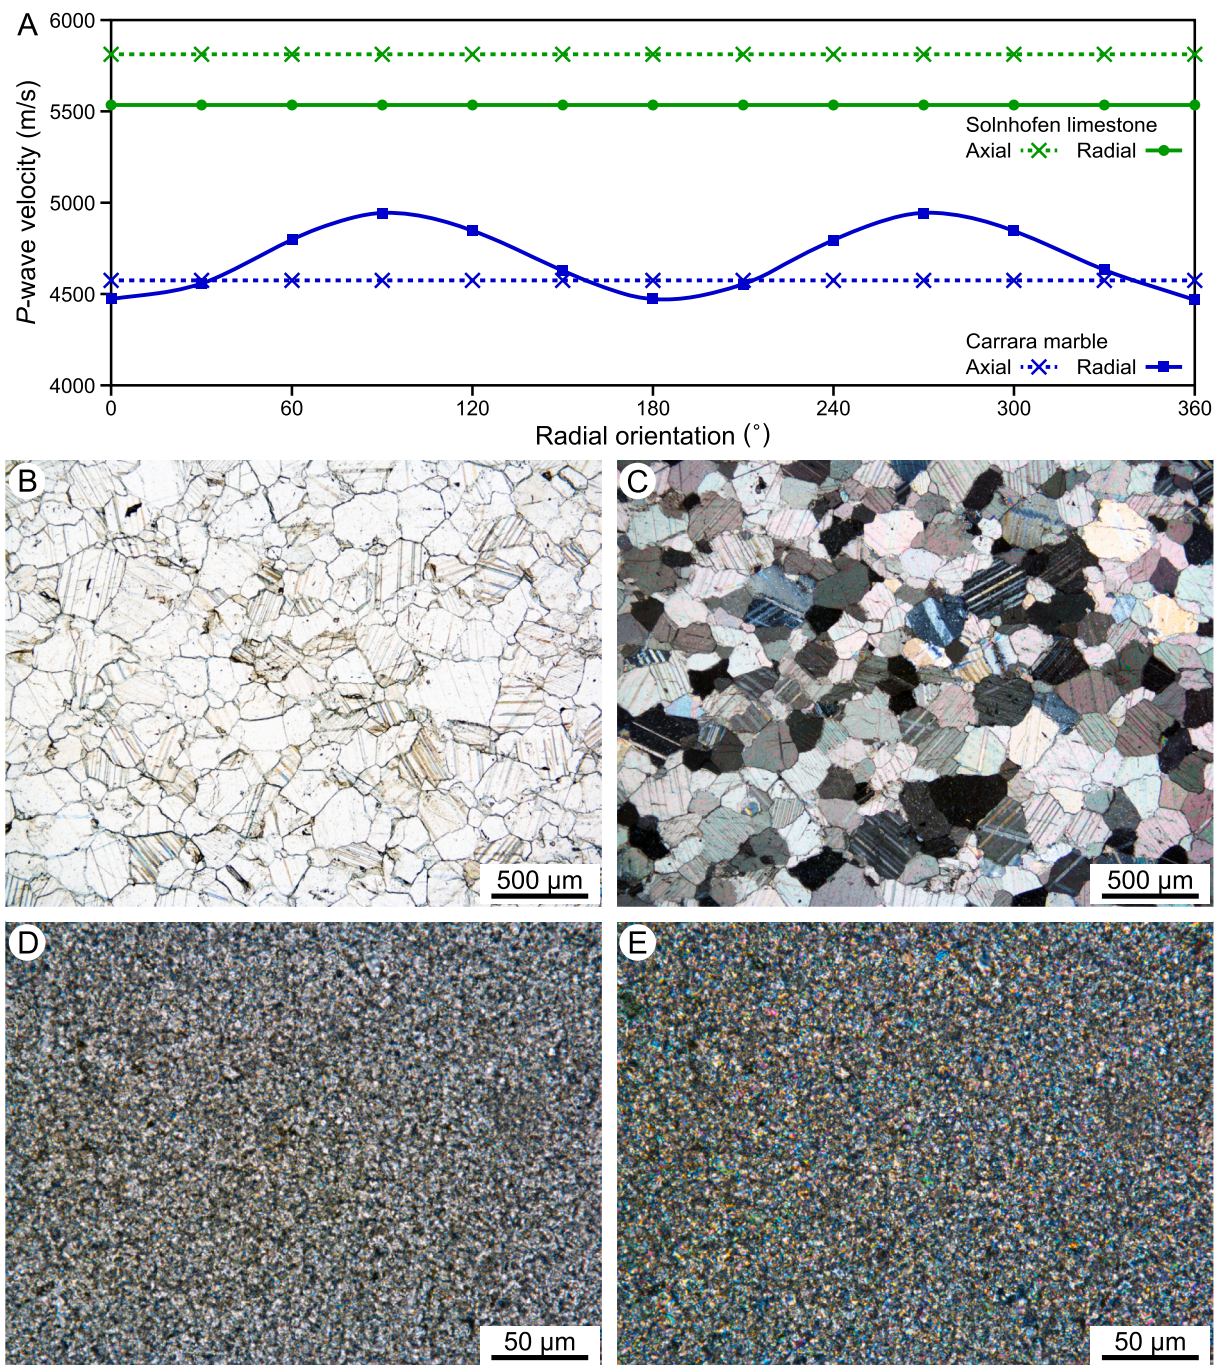 A
6000
5500
5000
4500
4000
P-wave velocity (m/s)
Solnhofen limestone
Axial Radial
Carrara marble
Axial Radial
0 60 120 180 240 300 360
Radial orientation (°)
B
500 µm
C
500 µm
D
50 µm
E
50 µm